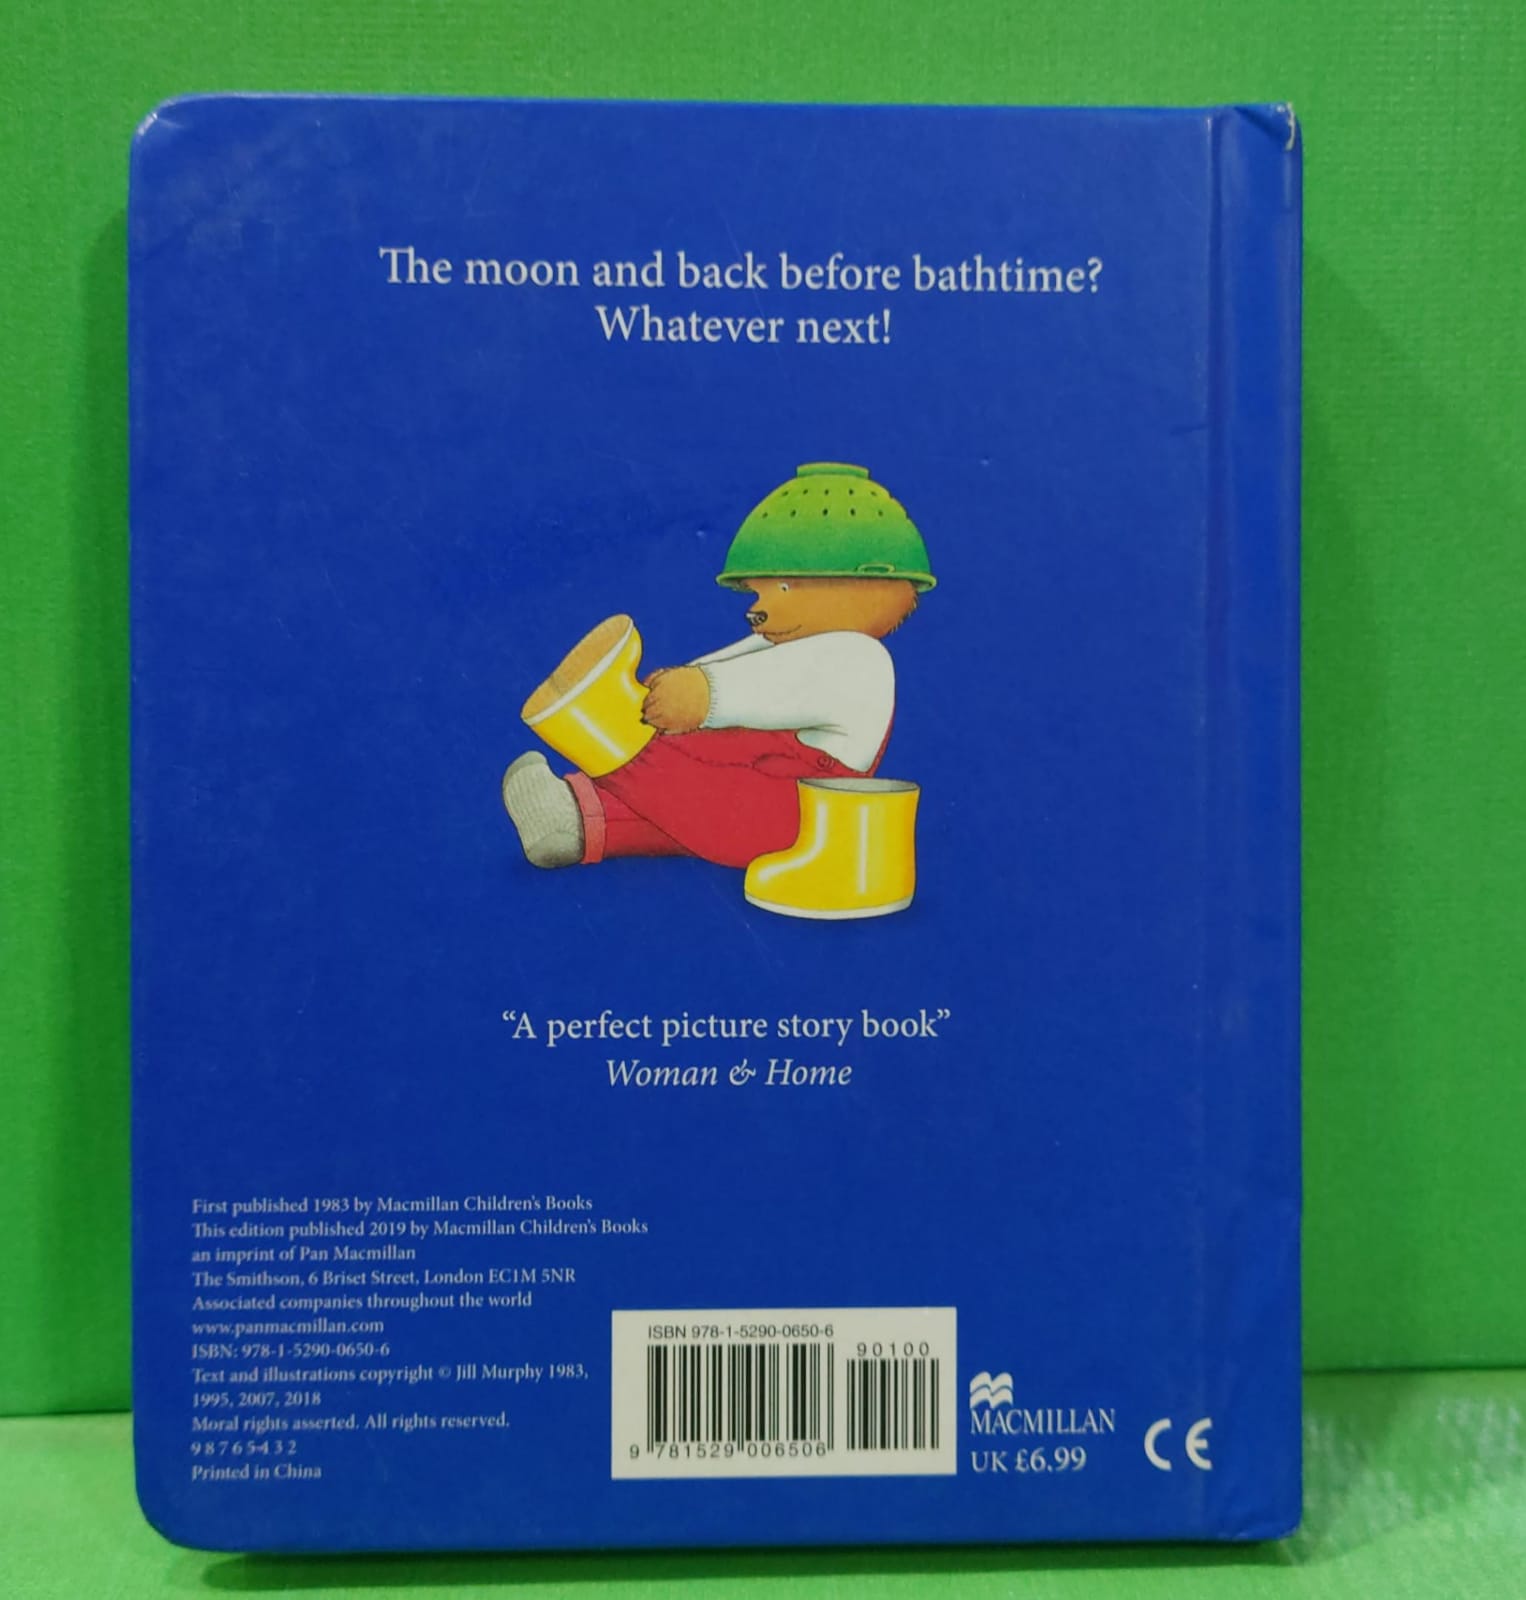 The moon and back before bathtime?
Whatever next!
“A perfect picture story book”
Woman & Home
First published 1983 by Macmillan Children's Books
This edition published 2019 by Macmillan Children's Books
an imprint of Pan Macmillan
The Smithson, 6 Briset Street, London EC1M 5NR
Associated companies throughout the world
www.panmacmillan.com
ISBN: 978-1-5290-0650-6
Text and illustrations copyright © Jill Murphy 1983,
1995, 2007, 2018
Moral rights asserted. All rights reserved.
9 8 7 6 5 4 3 2
Printed in China
ISBN 978-1-5290-0650-6
90100
9 781529 006506
MACMILLAN
UK £6.99
CE